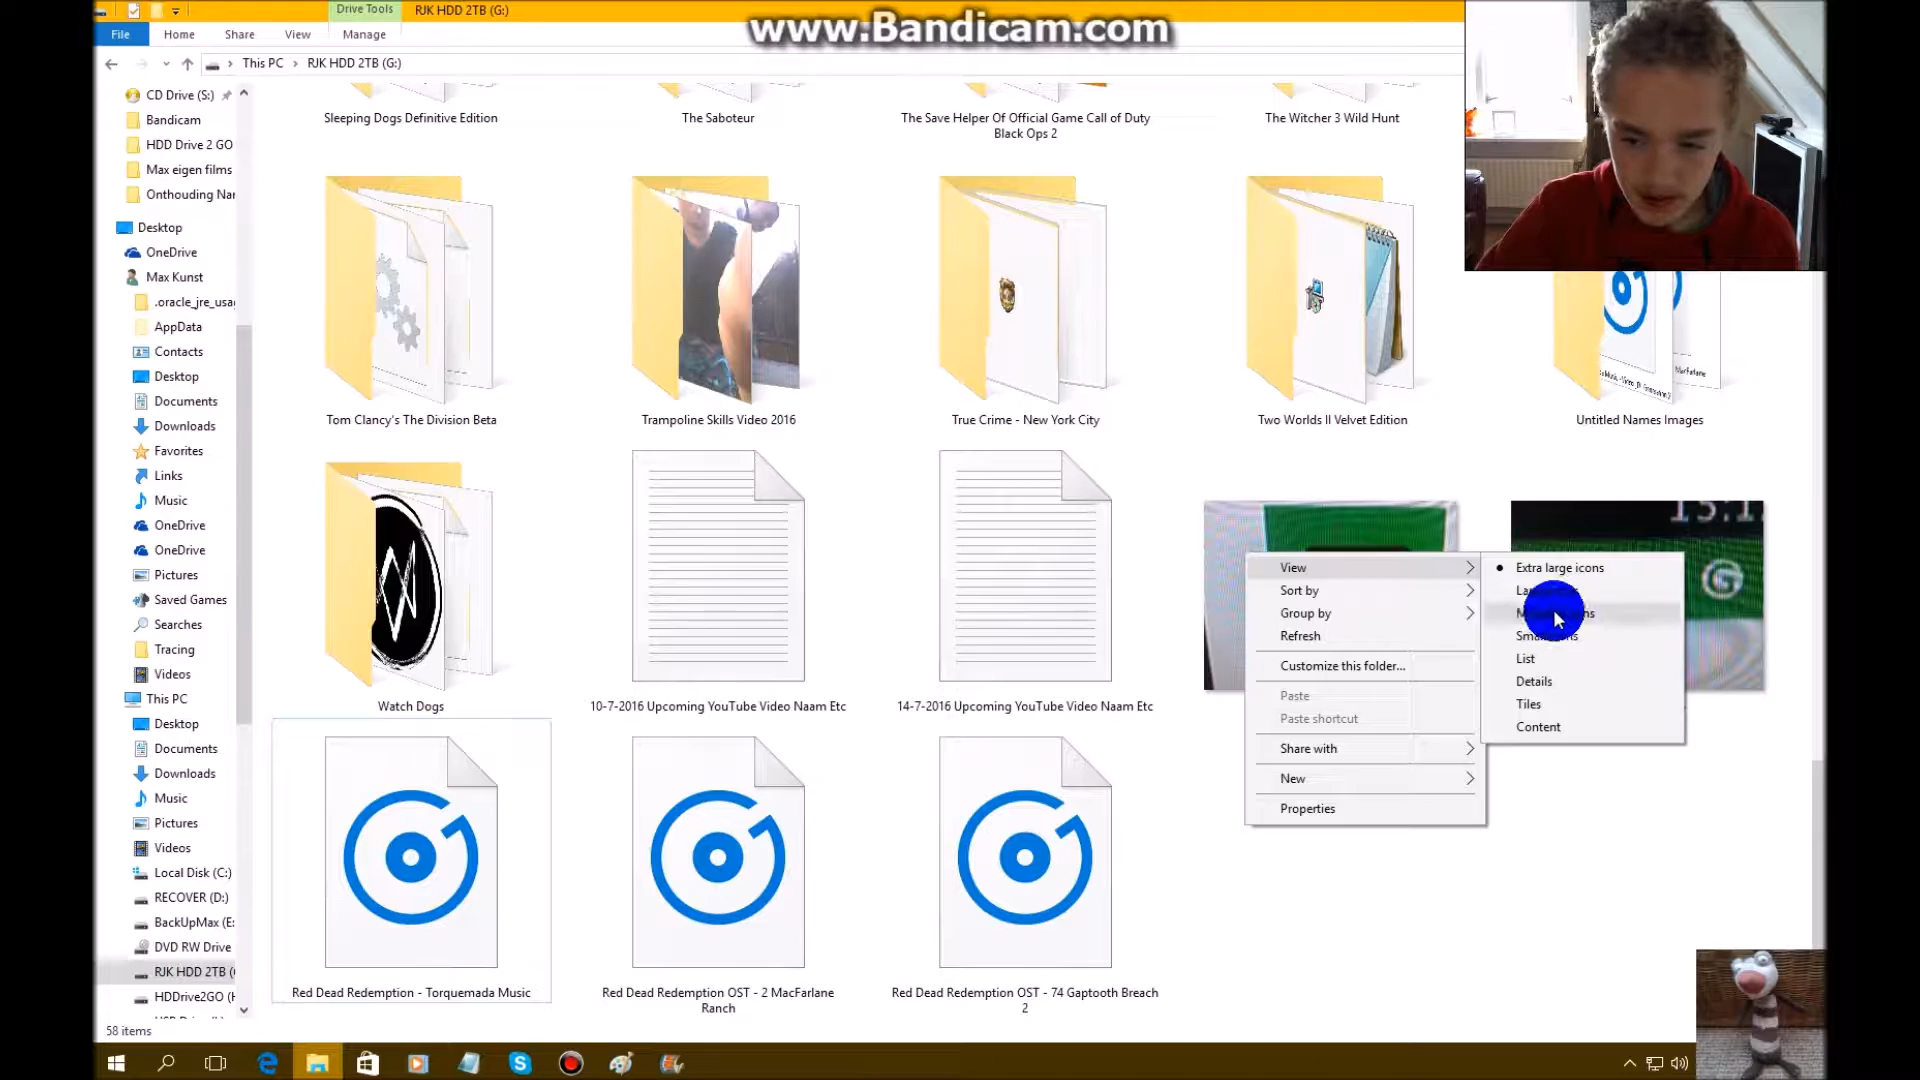 Drive Tools
RJK HDD 2TB (G:)
www.Bandicam.com
File
Home
Share
View
Manage
This PC
RJK HDD 2TB (G:)
CD Drive (S:)
Bandicam
HDD Drive 2 GO
Max eigen films
Onthouding Nar
Desktop
OneDrive
Max Kunst
.oracle_jre_usa
AppData
Contacts
Desktop
Documents
Downloads
Favorites
Links
Music
OneDrive
OneDrive
Pictures
Saved Games
Searches
Tracing
Videos
This PC
Desktop
Documents
Downloads
Music
Pictures
Videos
Local Disk (C:)
RECOVER (D:)
BackUpMax (E:
DVD RW Drive
RJK HDD 2TB (
HDDrive2GO (H
58 items
Sleeping Dogs Definitive Edition
The Saboteur
The Save Helper Of Official Game Call of Duty
Black Ops 2
The Witcher 3 Wild Hunt
Tom Clancy's The Division Beta
Trampoline Skills Video 2016
True Crime - New York City
Two Worlds II Velvet Edition
Untitled Names Images
Watch Dogs
10-7-2016 Upcoming YouTube Video Naam Etc
14-7-2016 Upcoming YouTube Video Naam Etc
Red Dead Redemption - Torquemada Music
Red Dead Redemption OST - 2 MacFarlane
Ranch
Red Dead Redemption OST - 74 Gaptooth Breach
2
View
Sort by
Group by
Refresh
Customize this folder...
Paste
Paste shortcut
Share with
New
Properties
Extra large icons
List
Details
Tiles
Content